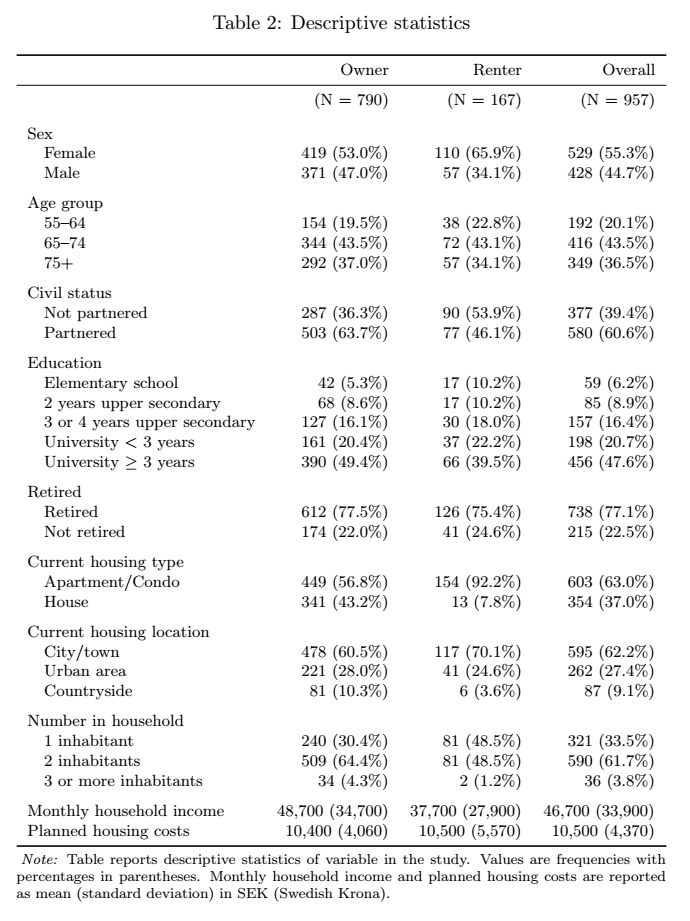 Table 2: Descriptive statistics
Owner Renter Overall
(N = 790) (N = 167) (N = 957)
Sex
Female 419 (53.0%) 110 (65.9%) 529 (55.3%)
Male 371 (47.0%) 57 (34.1%) 428 (44.7%)
Age group
55–64 154 (19.5%) 38 (22.8%) 192 (20.1%)
65–74 344 (43.5%) 72 (43.1%) 416 (43.5%)
75+ 292 (37.0%) 57 (34.1%) 349 (36.5%)
Civil status
Not partnered 287 (36.3%) 90 (53.9%) 377 (39.4%)
Partnered 503 (63.7%) 77 (46.1%) 580 (60.6%)
Education
Elementary school 42 (5.3%) 17 (10.2%) 59 (6.2%)
2 years upper secondary 68 (8.6%) 17 (10.2%) 85 (8.9%)
3 or 4 years upper secondary 127 (16.1%) 30 (18.0%) 157 (16.4%)
University < 3 years 161 (20.4%) 37 (22.2%) 198 (20.7%)
University ≥ 3 years 390 (49.4%) 66 (39.5%) 456 (47.6%)
Retired
Retired 612 (77.5%) 126 (75.4%) 738 (77.1%)
Not retired 174 (22.0%) 41 (24.6%) 215 (22.5%)
Current housing type
Apartment/Condo 449 (56.8%) 154 (92.2%) 603 (63.0%)
House 341 (43.2%) 13 (7.8%) 354 (37.0%)
Current housing location
City/town 478 (60.5%) 117 (70.1%) 595 (62.2%)
Urban area 221 (28.0%) 41 (24.6%) 262 (27.4%)
Countryside 81 (10.3%) 6 (3.6%) 87 (9.1%)
Number in household
1 inhabitant 240 (30.4%) 81 (48.5%) 321 (33.5%)
2 inhabitants 509 (64.4%) 81 (48.5%) 590 (61.7%)
3 or more inhabitants 34 (4.3%) 2 (1.2%) 36 (3.8%)
Monthly household income 48,700 (34,700) 37,700 (27,900) 46,700 (33,900)
Planned housing costs 10,400 (4,060) 10,500 (5,570) 10,500 (4,370)
Note: Table reports descriptive statistics of variable in the study. Values are frequencies with
percentages in parentheses. Monthly household income and planned housing costs are reported
as mean (standard deviation) in SEK (Swedish Krona).